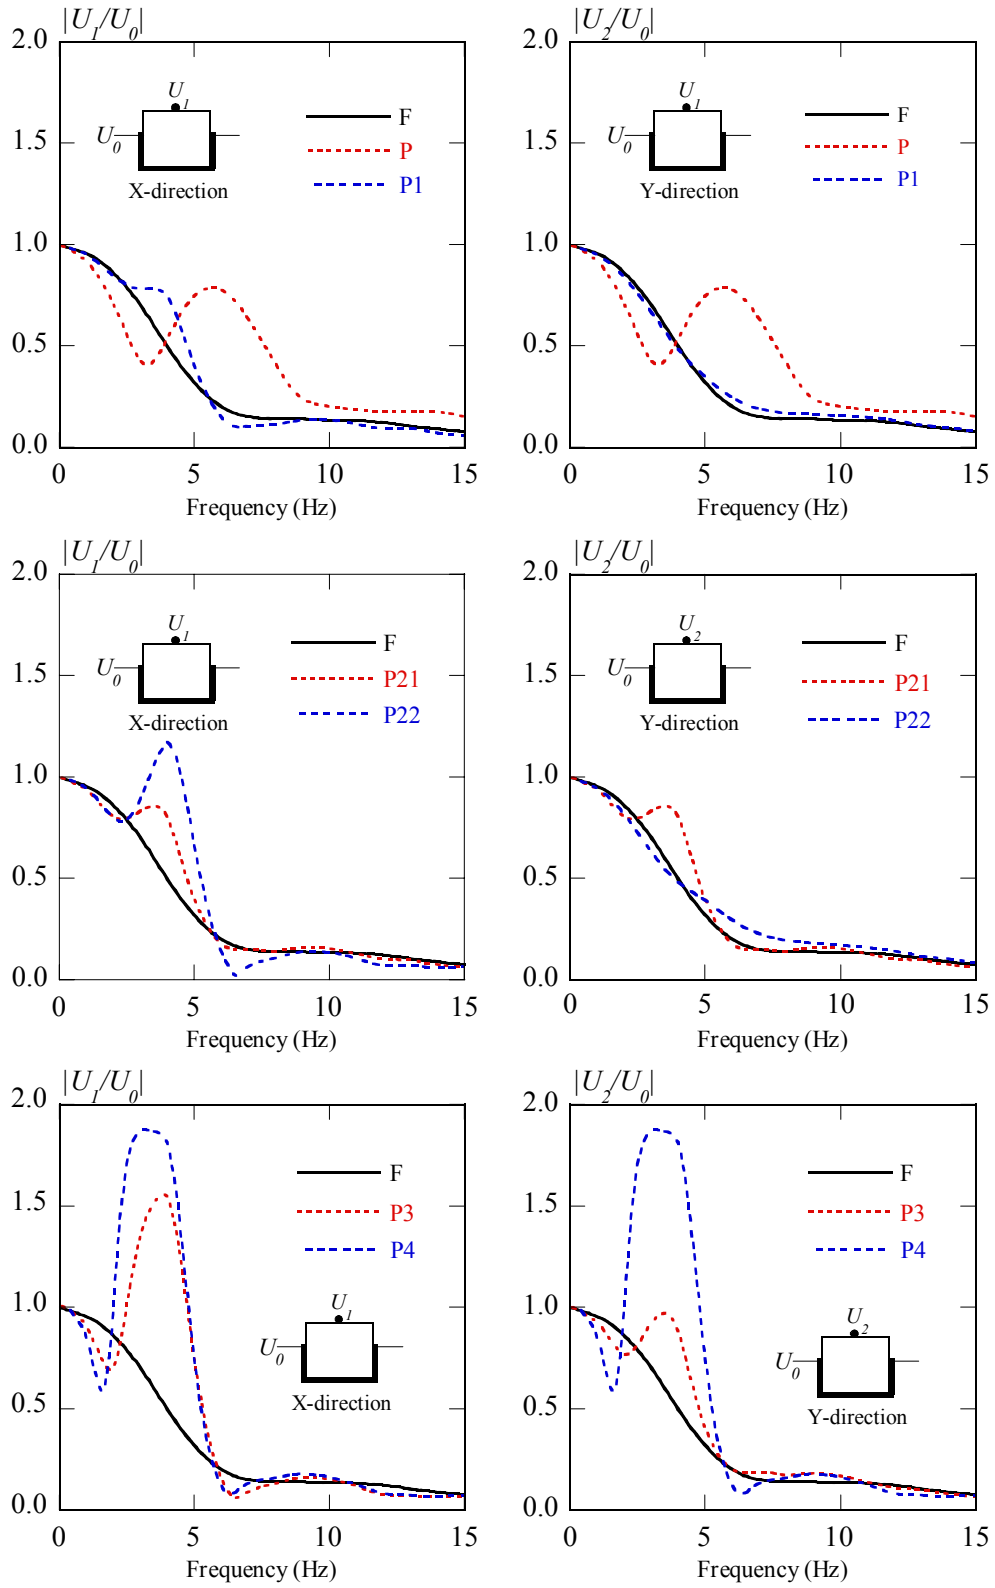 |U1/U0|
2.0
1.5
1.0
0.5
0.0
0 5 10 15
Frequency (Hz)
U1
U0
X-direction
F
P
P1
|U2/U0|
2.0
1.5
1.0
0.5
0.0
0 5 10 15
Frequency (Hz)
U1
U0
Y-direction
F
P
P1
|U1/U0|
2.0
1.5
1.0
0.5
0.0
0 5 10 15
Frequency (Hz)
U1
U0
X-direction
F
P21
P22
|U2/U0|
2.0
1.5
1.0
0.5
0.0
0 5 10 15
Frequency (Hz)
U2
U0
Y-direction
F
P21
P22
|U1/U0|
2.0
1.5
1.0
0.5
0.0
0 5 10 15
Frequency (Hz)
F
P3
P4
U1
U0
X-direction
|U2/U0|
2.0
1.5
1.0
0.5
0.0
0 5 10 15
Frequency (Hz)
F
P3
P4
U2
U0
Y-direction